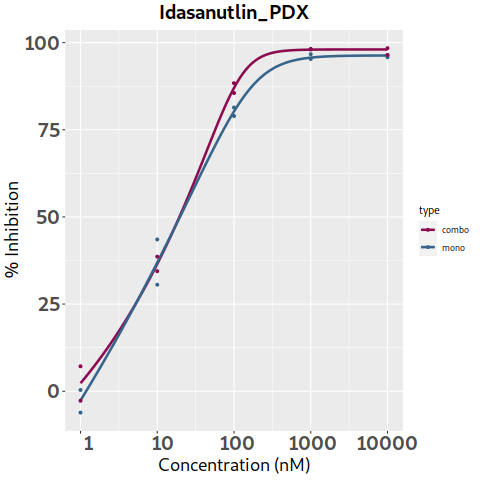 Idasanutlin_PDX
% Inhibition
100
75
50
25
0
1 10 100 1000 10000
Concentration (nM)
type
combo
mono